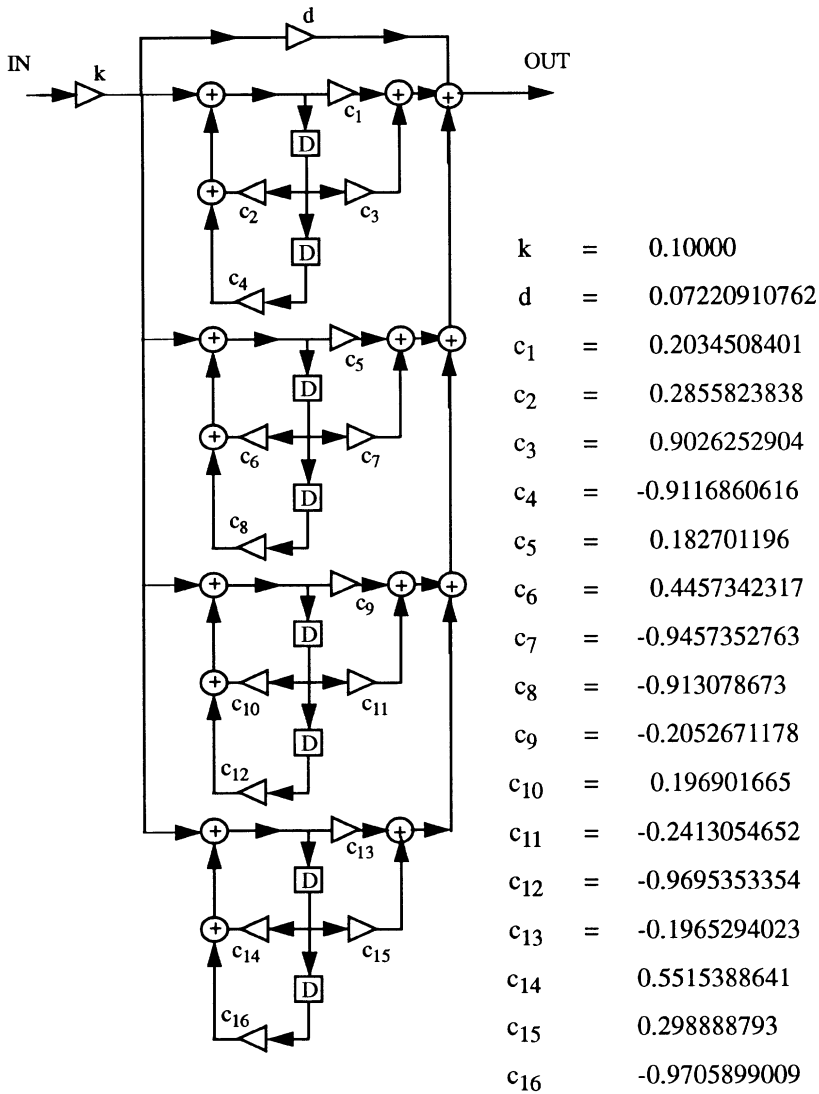 d
IN
OUT
k
c1
D
c2
c3
D
c4
c5
D
c6
c7
D
c8
c9
D
c10
c11
D
c12
c13
D
c14
c15
D
c16
k = 0.10000
d = 0.07220910762
c1 = 0.2034508401
c2 = 0.2855823838
c3 = 0.9026252904
c4 = -0.9116860616
c5 = 0.182701196
c6 = 0.4457342317
c7 = -0.9457352763
c8 = -0.913078673
c9 = -0.2052671178
c10 = 0.196901665
c11 = -0.2413054652
c12 = -0.9695353354
c13 = -0.1965294023
c14 0.5515388641
c15 0.298888793
c16 -0.9705899009